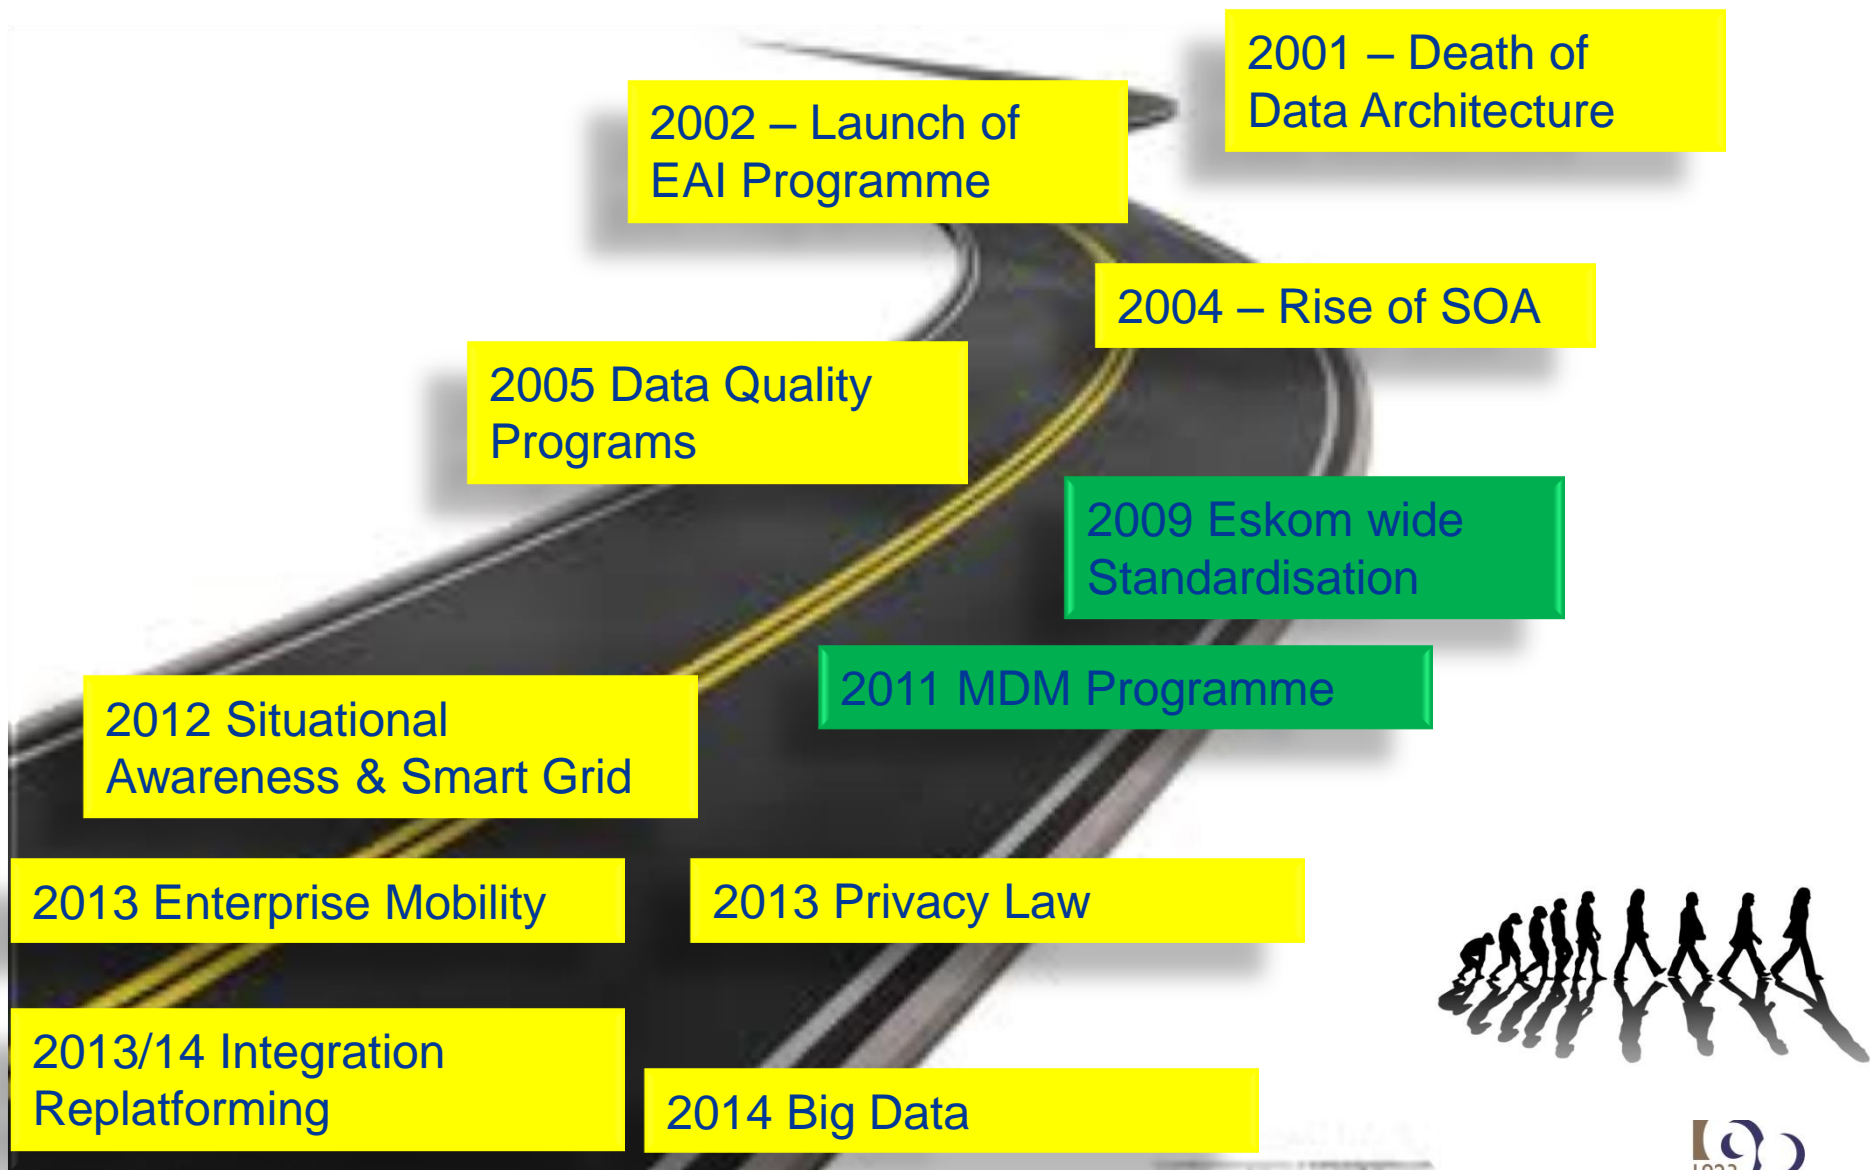 2001 – Death of
Data Architecture
2002 – Launch of
EAI Programme
2004 – Rise of SOA
2005 Data Quality
Programs
2009 Eskom wide
Standardisation
2011 MDM Programme
2012 Situational
Awareness & Smart Grid
2013 Enterprise Mobility
2013 Privacy Law
2013/14 Integration
Replatforming
2014 Big Data